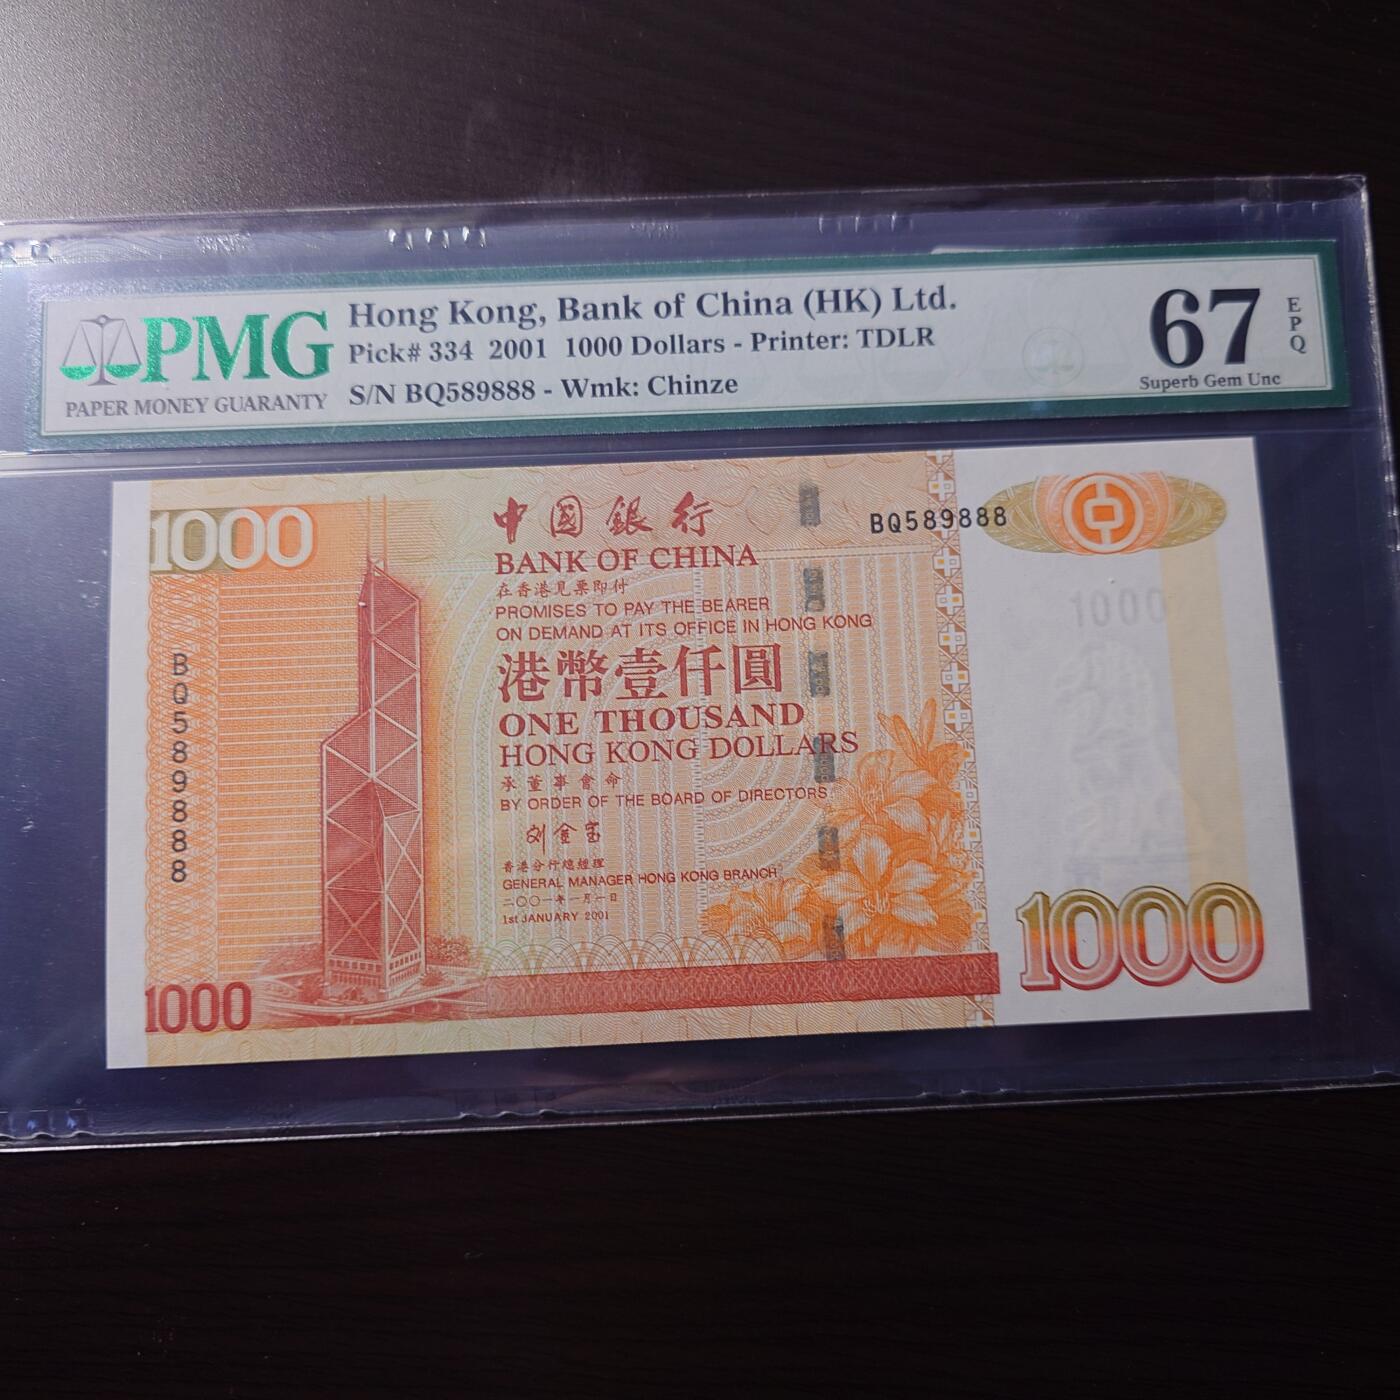 PMG
PAPER MONEY GUARANTY
Hong Kong, Bank of China (HK) Ltd.
Pick# 334 2001 1000 Dollars - Printer: TDLR
S/N BQ589888 - Wmk: Chinze
67
EPQ
Superb Gem Unc
1000
中國銀行
BQ589888
BANK OF CHINA
在香港見票即付
PROMISES TO PAY THE BEARER
ON DEMAND AT ITS OFFICE IN HONG KONG
1000
港幣壹仟圓
ONE THOUSAND
HONG KONG DOLLARS
承董事會命
BY ORDER OF THE BOARD OF DIRECTORS
刘金宝
香港分行總經理
GENERAL MANAGER HONG KONG BRANCH
二〇〇一年一月一日
1st JANUARY 2001
BQ589888
1000
1000